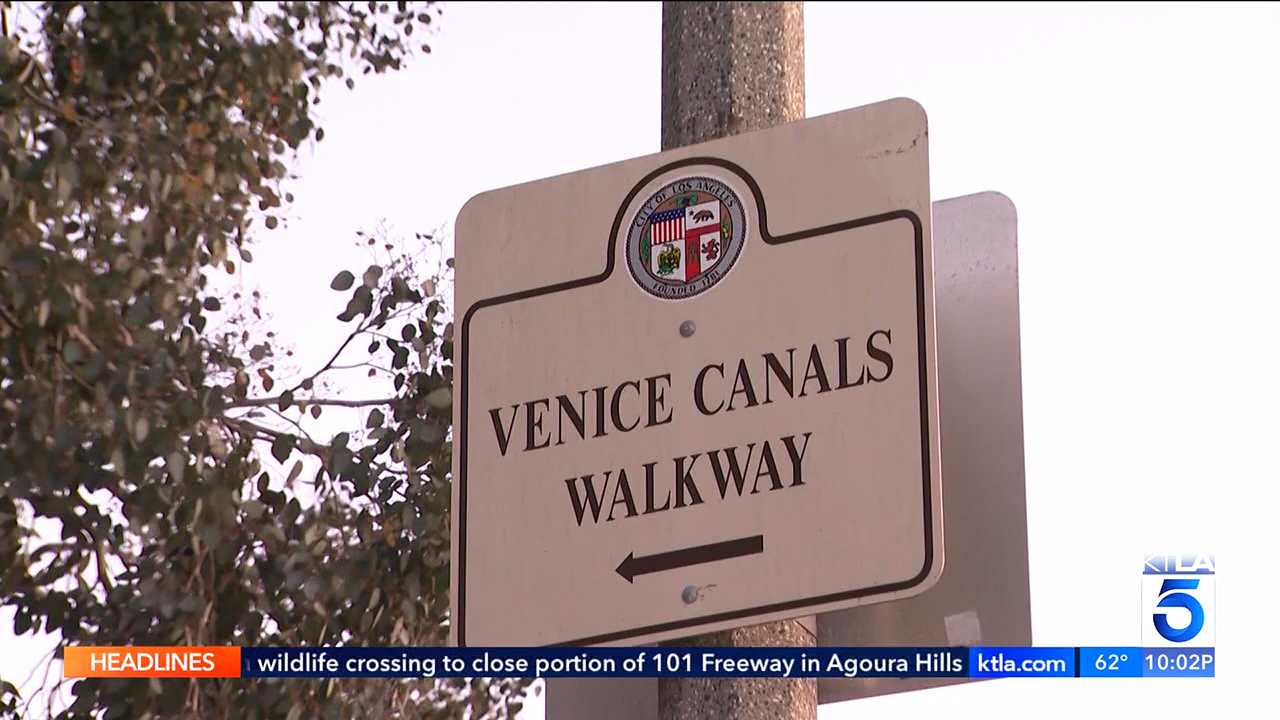 CITY OF LOS ANGELES
FOUNDED 1781
VENICE CANALS
WALKWAY
KTLA
5
HEADLINES
wildlife crossing to close portion of 101 Freeway in Agoura Hills
ktla.com
62°
10:02P